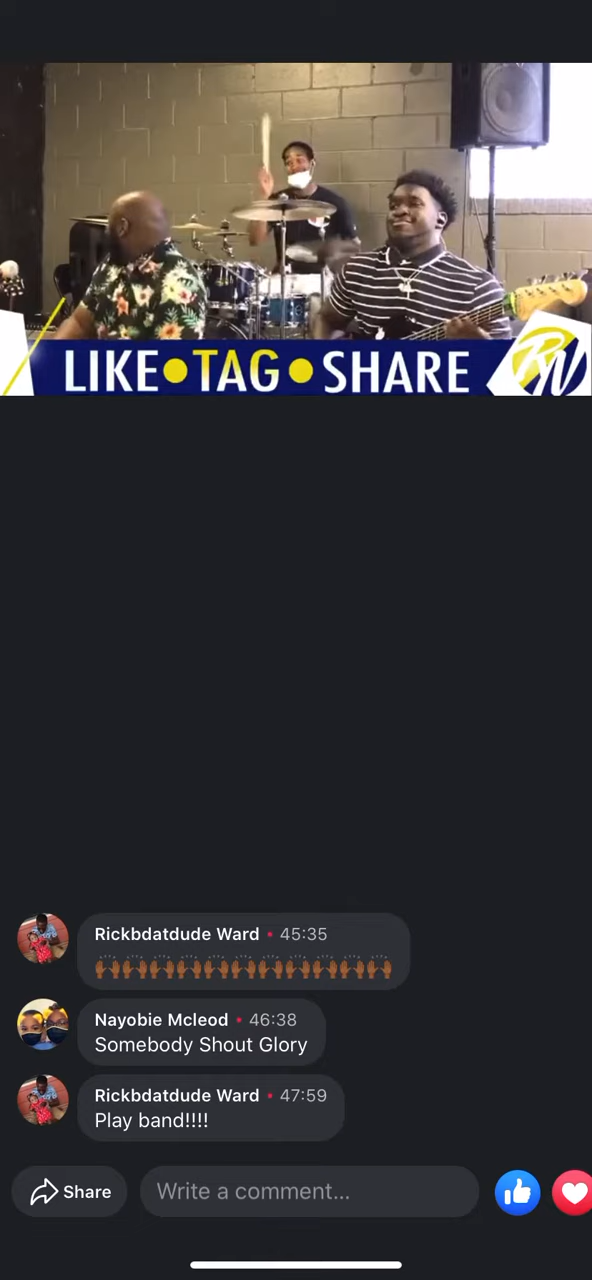 LIKE•TAG•SHARE
RW
Rickbdatdude Ward • 45:35
🙌🏾🙌🏾🙌🏾🙌🏾🙌🏾🙌🏾🙌🏾🙌🏾🙌🏾🙌🏾🙌🏾
Nayobie Mcleod • 46:38
Somebody Shout Glory
Rickbdatdude Ward • 47:59
Play band!!!!
Share
Write a comment...